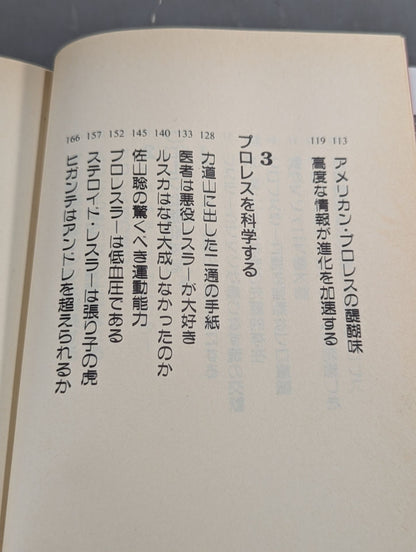 113 アメリカン・プロレスの醍醐味
119 高度な情報が進化を加速する
3
プロレスを科学する
128 力道山に出した二通の手紙
133 医者は悪役レスラーが大好き
140 ルスカはなぜ大成しなかったのか
145 佐山聡の驚くべき運動能力
152 プロレスラーは低血圧である
157 ステロイド・レスラーは張り子の虎
166 ヒガンテはアンドレを超えられるか